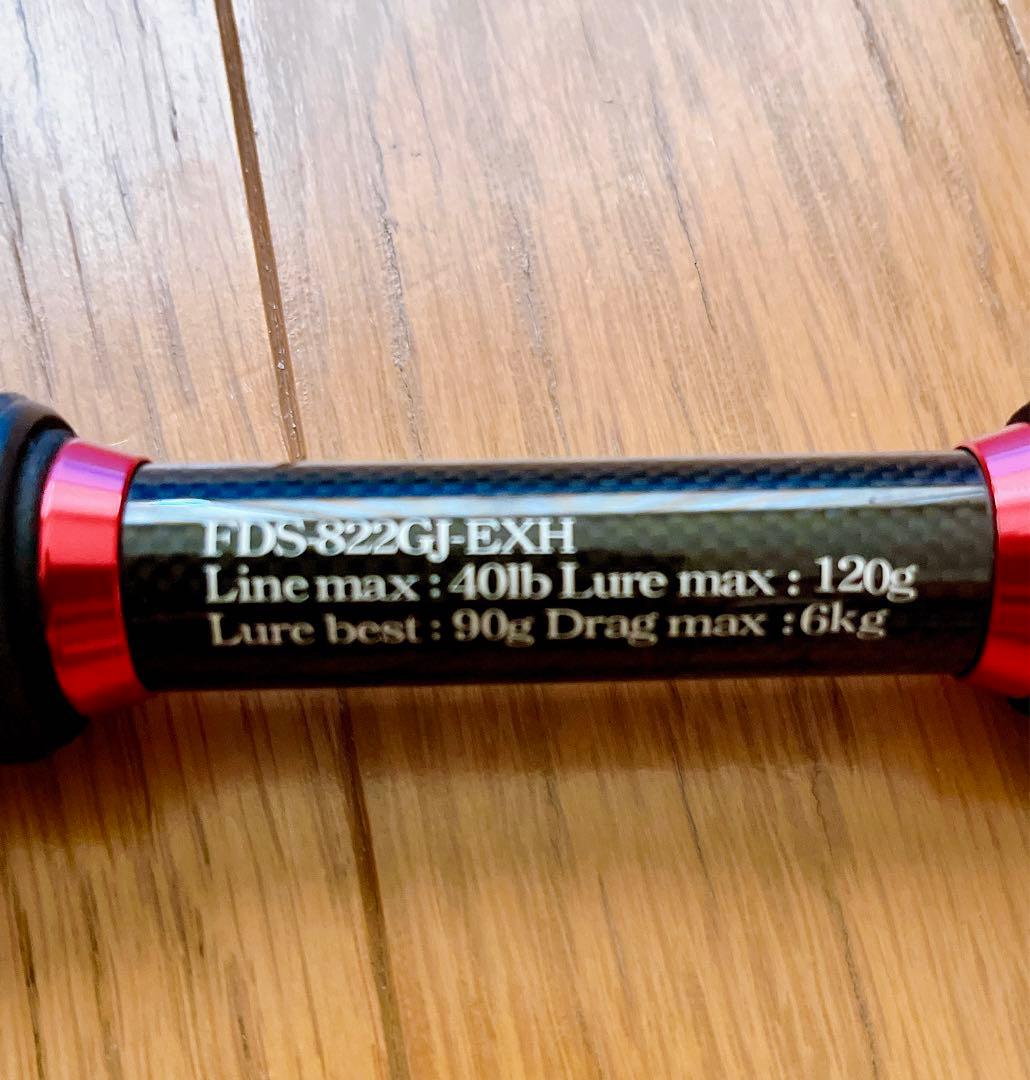 FDS-822GJ-EXH
Line max : 40lb Lure max : 120g
Lure best : 90g Drag max : 6kg